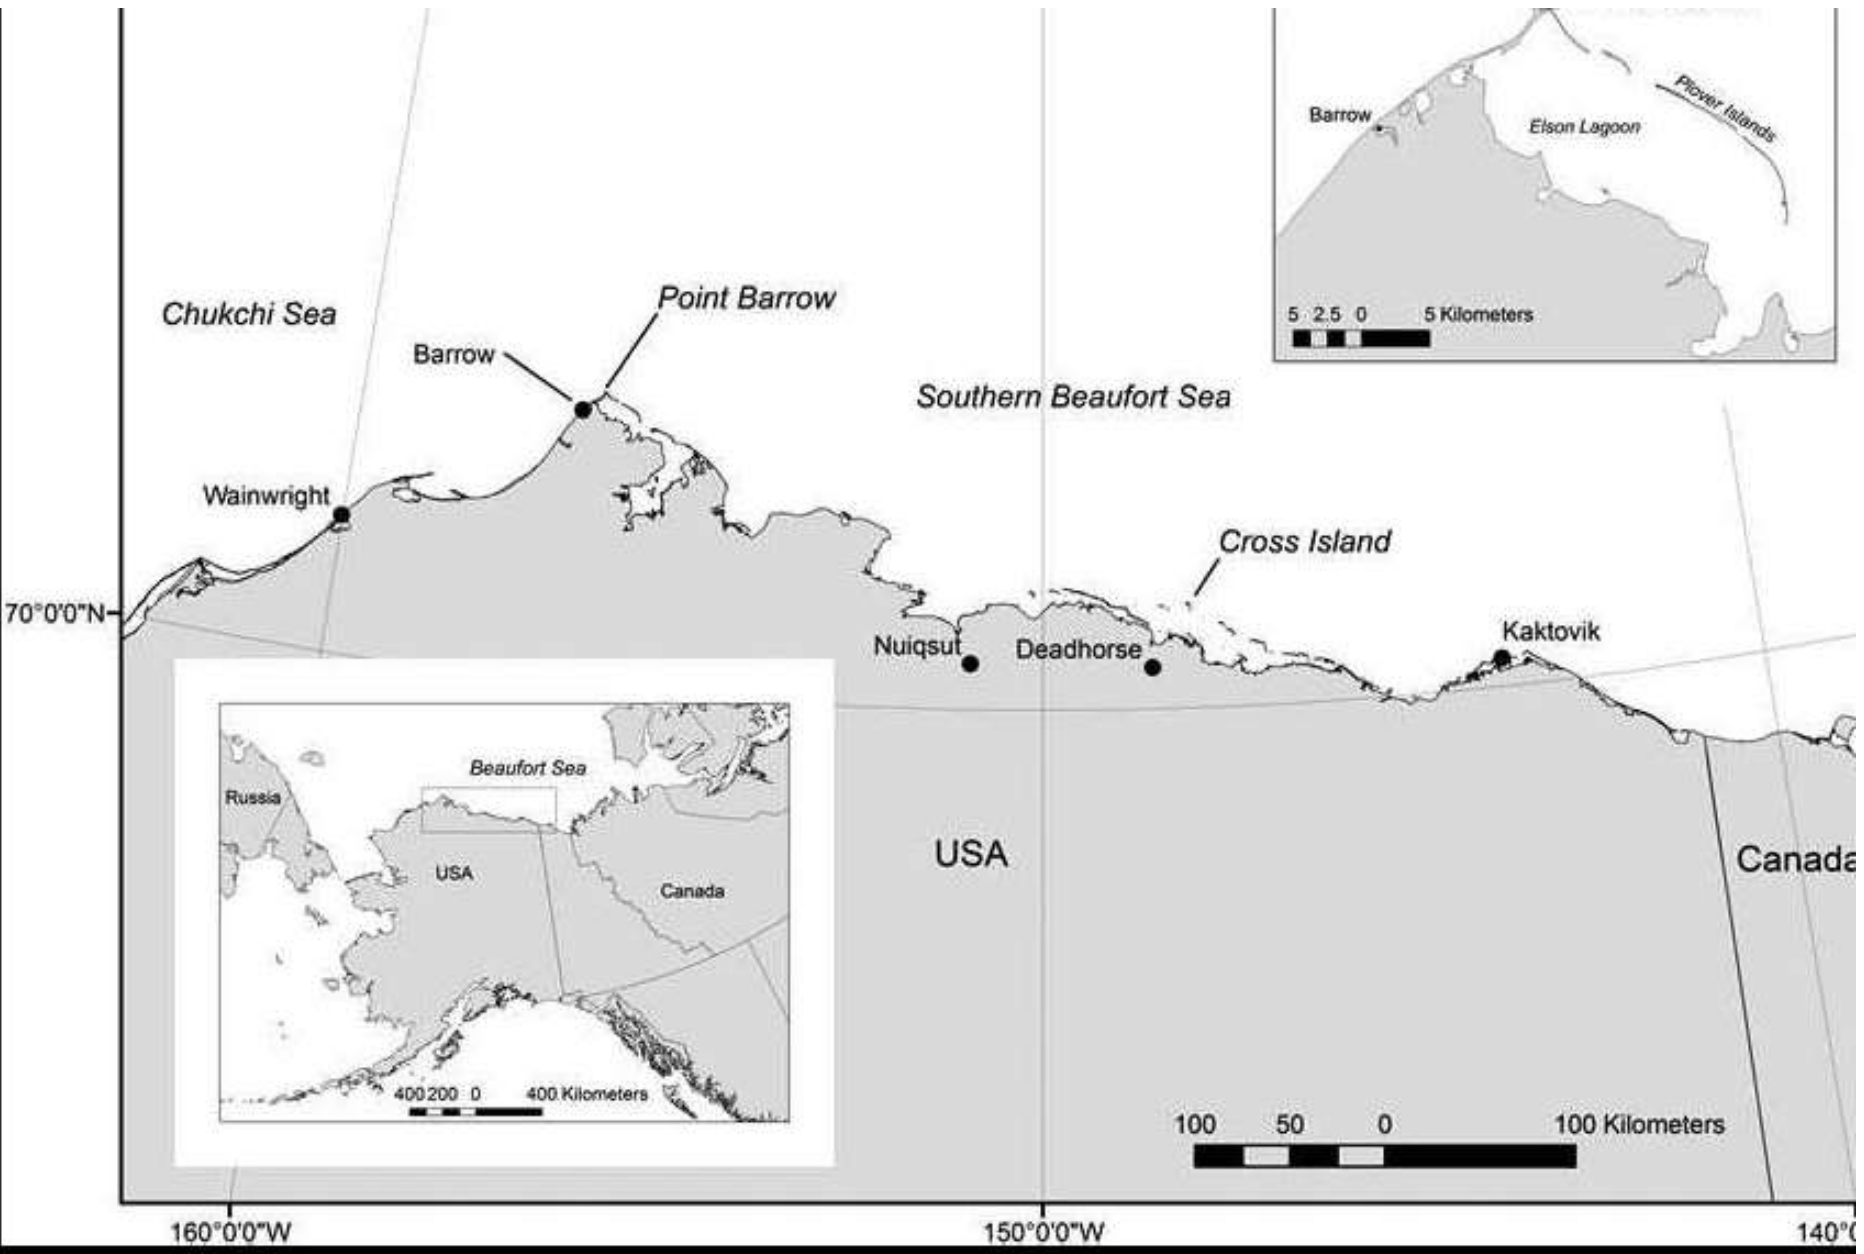 Plover Islands
Barrow
Elson Lagoon
5 2.5 0 5 Kilometers
Point Barrow
Chukchi Sea
Barrow
Southern Beaufort Sea
Wainwright
Cross Island
70°0'0"N
Kaktovik
Nuiqsut
Deadhorse
Beaufort Sea
Russia
USA
Canada
400 200 0 400 Kilometers
USA
Canada
100 50 0 100 Kilometers
160°0'0"W
150°0'0"W
140°